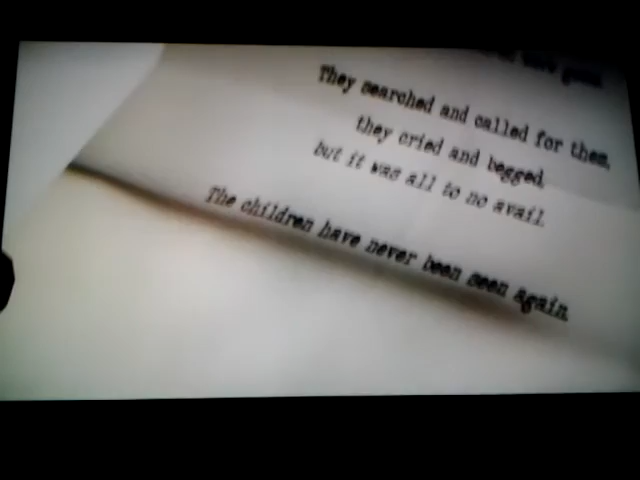 They searched and called for them,
they cried and begged,
but it was all to no avail.
The children have never been seen again.